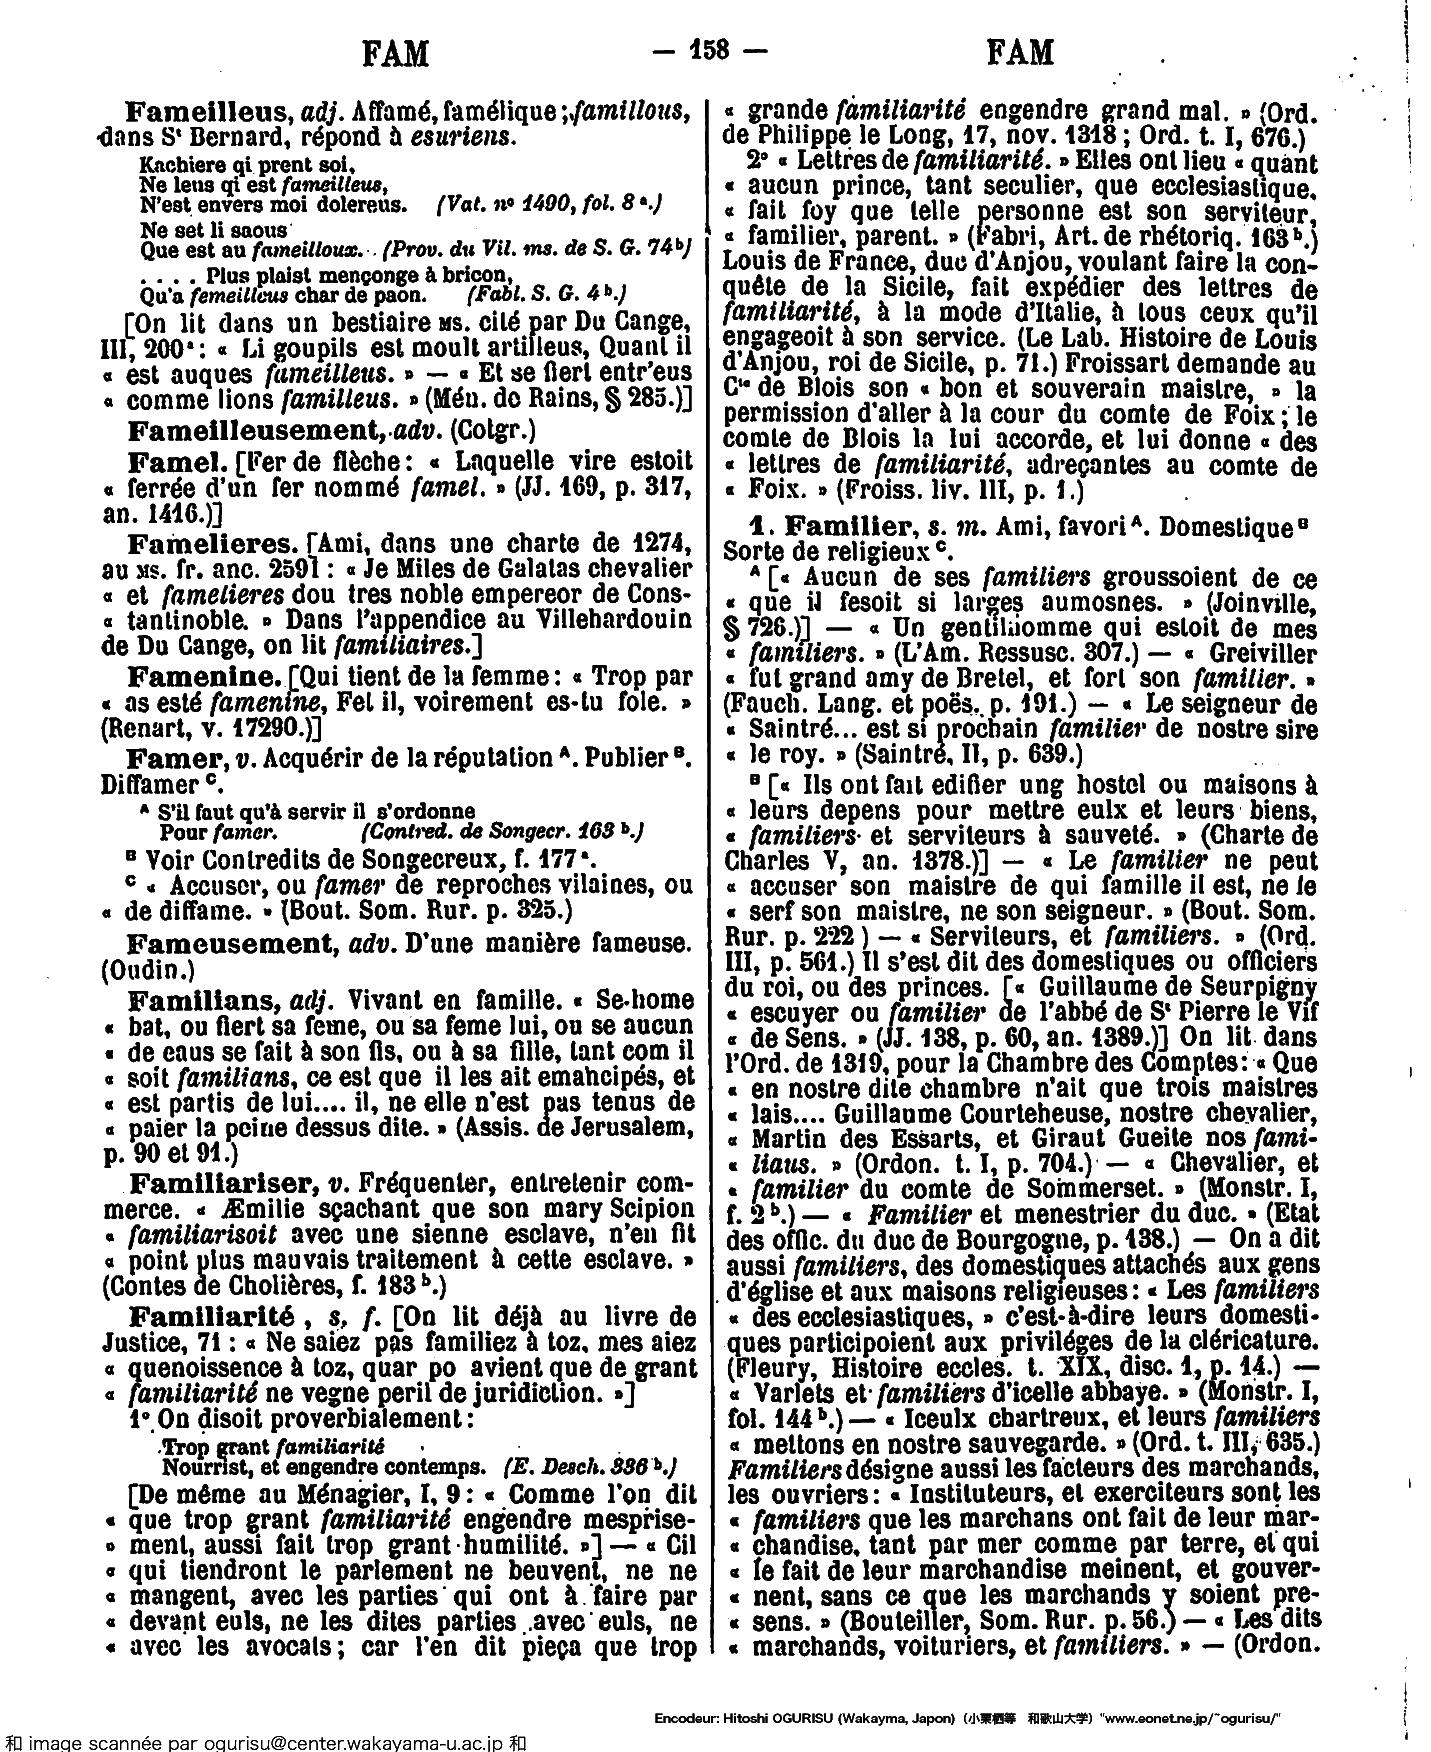 FAM — 158 — FAM
Fameilleus, adj. Affamé, famélique ; famillous,
dans St Bernard, répond à esuriens.
Kachiere qi prent soi,
Ne lens qi est fameilleus,
N'est envers moi dolereus. (Vat. no 1490, fol. 8 a.)
Ne set li saous
Que est au fameilloux. (Prov. du Vil. ms. de S. G. 74b)
. . . . Plus plaist mençonge à bricon,
Qu'a femeilleus char de paon. (Fabl. S. G. 4 b.)
[On lit dans un bestiaire ms. cité par Du Cange,
III, 200a : « Li goupils est moult artilleus, Quant il
« est auques fameilleus. » — « Et se fiert entr'eus
« comme lions familleus. » (Mén. de Rains, § 285.)]
Fameilleusement, adv. (Cotgr.)
Famel. [Fer de flèche : « Laquelle vire estoit
« ferrée d'un fer nommé famel. » (JJ. 169, p. 317,
an. 1416.)]
Famelieres. [Ami, dans une charte de 1274,
au ms. fr. anc. 2591 : « Je Miles de Galatas chevalier
« et famelieres dou tres noble empereor de Cons-
« tantinoble. » Dans l'appendice au Villehardouin
de Du Cange, on lit familiaires.]
Famenine. [Qui tient de la femme : « Trop par
« as esté famenine, Fet il, voirement es-tu fole. »
(Renart, v. 17290.)]
Famer, v. Acquérir de la réputation A. Publier B.
Diffamer C.
A S'il faut qu'à servir il s'ordonne
Pour famer. (Contred. de Songecr. 163 b.)
B Voir Contredits de Songecreux, f. 177 a.
C « Accuser, ou famer de reproches vilaines, ou
« de diffame. » (Bout. Som. Rur. p. 325.)
Fameusement, adv. D'une manière fameuse.
(Oudin.)
Familians, adj. Vivant en famille. « Se home
« bat, ou fiert sa feme, ou sa feme lui, ou se aucun
« de eaus se fait à son fis, ou à sa fille, tant com il
« soit familians, ce est que il les ait emahcipés, et
« est partis de lui.... il, ne elle n'est pas tenus de
« paier la peine dessus dite. » (Assis. de Jerusalem,
p. 90 et 91.)
Familiariser, v. Fréquenter, entretenir com-
merce. « Æmilie sçachant que son mary Scipion
« familiarisoit avec une sienne esclave, n'en fit
« point plus mauvais traitement à cette esclave. »
(Contes de Cholières, f. 183 b.)
Familiarité , s. f. [On lit déjà au livre de
Justice, 71 : « Ne saiez pas familiez à toz, mes aiez
« quenoissence à toz, quar po avient que de grant
« familiarité ne vegne peril de juridiction. »]
1° On disoit proverbialement :
Trop grant familiarité
Nourrist, et engendre contemps. (E. Desch. 336 b.)
[De même au Ménagier, I, 9 : « Comme l'on dit
« que trop grant familiarité engendre mesprise-
» ment, aussi fait trop grant humilité. »] — « Cil
« qui tiendront le parlement ne beuvent, ne ne
« mangent, avec les parties qui ont à faire par
« devant euls, ne les dites parties avec euls, ne
« avec les avocats ; car l'en dit pieça que trop
« grande familiarité engendre grand mal. » (Ord.
de Philippe le Long, 17, nov. 1318 ; Ord. t. I, 676.)
2° « Lettres de familiarité. » Elles ont lieu « quant
« aucun prince, tant seculier, que ecclesiastique,
« fait foy que telle personne est son serviteur,
« familier, parent. » (Fabri, Art. de rhétoriq. 163 b.)
Louis de France, duc d'Anjou, voulant faire la con-
quête de la Sicile, fait expédier des lettres de
familiarité, à la mode d'Italie, à tous ceux qu'il
engageoit à son service. (Le Lab. Histoire de Louis
d'Anjou, roi de Sicile, p. 71.) Froissart demande au
Cte de Blois son « bon et souverain maistre, » la
permission d'aller à la cour du comte de Foix ; le
comte de Blois la lui accorde, et lui donne « des
« lettres de familiarité, adreçantes au comte de
« Foix. » (Froiss. liv. III, p. 1.)
1. Familier, s. m. Ami, favori A. Domestique B
Sorte de religieux C.
A [« Aucun de ses familiers groussoient de ce
« que il fesoit si larges aumosnes. » (Joinville,
§ 726.)] — « Un gentilhomme qui estoit de mes
« familiers. » (L'Am. Ressusc. 307.) — « Greiviller
« fut grand amy de Bretel, et fort son familier. »
(Fauch. Lang. et poës. p. 191.) — « Le seigneur de
« Saintré... est si prochain familier de nostre sire
« le roy. » (Saintré, II, p. 639.)
B [« Ils ont fait edifier ung hostel ou maisons à
« leurs depens pour mettre eulx et leurs biens,
« familiers et serviteurs à sauveté. » (Charte de
Charles V, an. 1378.)] — « Le familier ne peut
« accuser son maistre de qui famille il est, ne le
« serf son maistre, ne son seigneur. » (Bout. Som.
Rur. p. 222 ) — « Serviteurs, et familiers. » (Ord.
III, p. 561.) Il s'est dit des domestiques ou officiers
du roi, ou des princes. [« Guillaume de Seurpigny
« escuyer ou familier de l'abbé de St Pierre le Vif
« de Sens. » (JJ. 138, p. 60, an. 1389.)] On lit dans
l'Ord. de 1319, pour la Chambre des Comptes : « Que
« en nostre dite chambre n'ait que trois maistres
« lais.... Guillaume Courteheuse, nostre chevalier,
« Martin des Essarts, et Giraut Gueite nos fami-
« liaus. » (Ordon. t. I, p. 704.) — « Chevalier, et
« familier du comte de Sommerset. » (Monstr. I,
f. 2 b.) — « Familier et menestrier du duc. » (Etat
des offic. du duc de Bourgogne, p. 138.) — On a dit
aussi familiers, des domestiques attachés aux gens
d'église et aux maisons religieuses : « Les familiers
« des ecclesiastiques, » c'est-à-dire leurs domesti-
ques participoient aux priviléges de la cléricature.
(Fleury, Histoire eccles. t. XIX, disc. 1, p. 14.) —
« Varlets et familiers d'icelle abbaye. » (Monstr. I,
fol. 144 b.) — « Iceulx chartreux, et leurs familiers
« mettons en nostre sauvegarde. » (Ord. t. III, 635.)
Familiers désigne aussi les facteurs des marchands,
les ouvriers : « Instituteurs, et exerciteurs sont les
« familiers que les marchans ont fait de leur mar-
« chandise, tant par mer comme par terre, et qui
« le fait de leur marchandise meinent, et gouver-
« nent, sans ce que les marchands y soient pre-
« sens. » (Bouteiller, Som. Rur. p. 56.) — « Les dits
« marchands, voituriers, et familiers. » — (Ordon.
Encodeur: Hitoshi OGURISU (Wakayma, Japon) (小栗栖等 和歌山大学) "www.eonet.ne.jp/~ogurisu/"
和 image scannée par ogurisu@center.wakayama-u.ac.jp 和